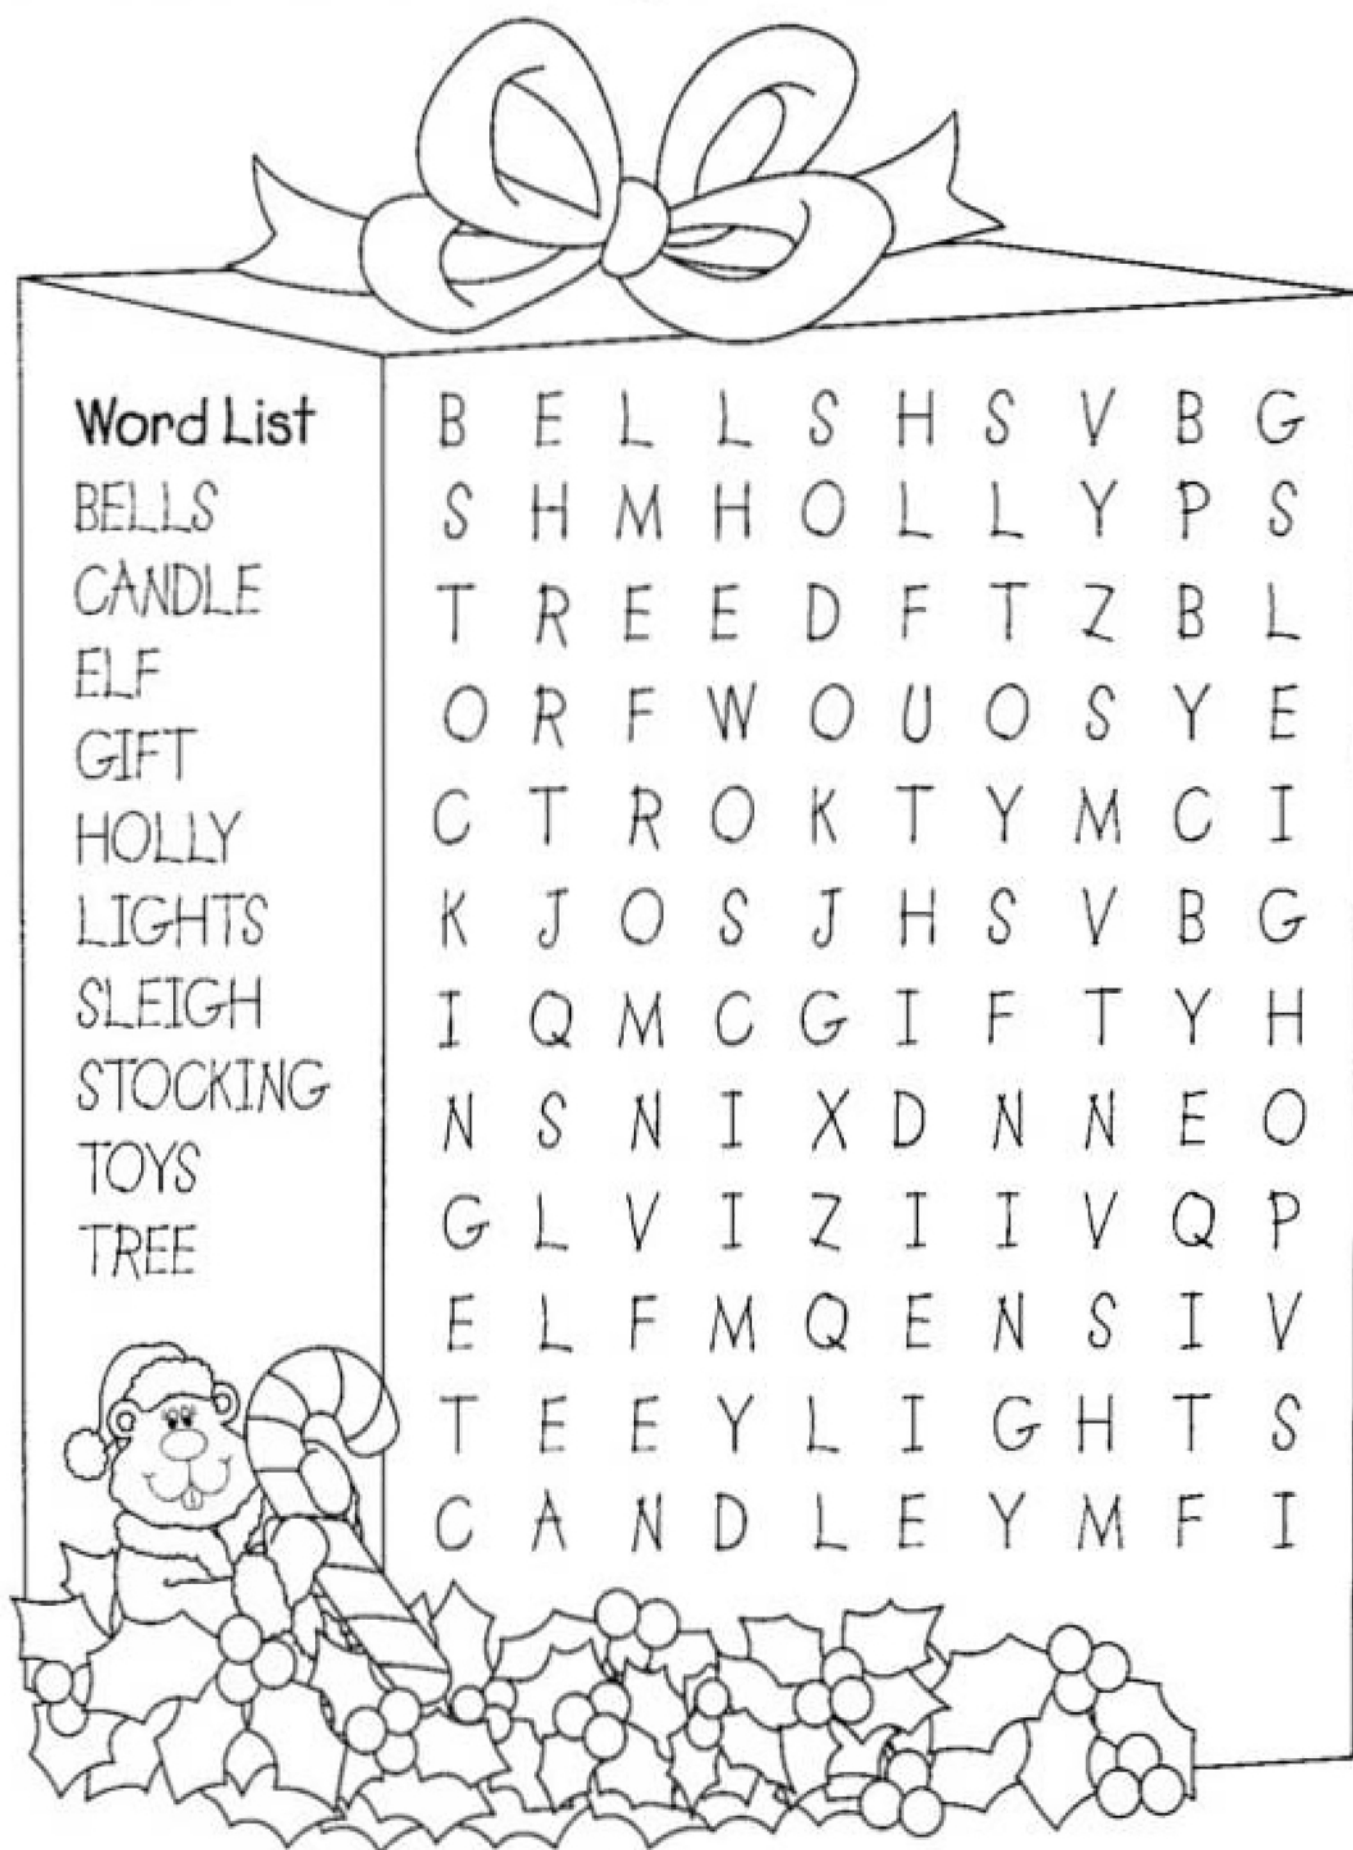 Word List
BELLS
CANDLE
ELF
GIFT
HOLLY
LIGHTS
SLEIGH
STOCKING
TOYS
TREE
B E L L S H S V B G
S H M H O L L Y P S
T R E E D F T Z B L
O R F W O U O S Y E
C T R O K T Y M C I
K J O S J H S V B G
I Q M C G I F T Y H
N S N I X D N N E O
G L V I Z I I V Q P
E L F M Q E N S I V
T E E Y L I G H T S
C A N D L E Y M F I